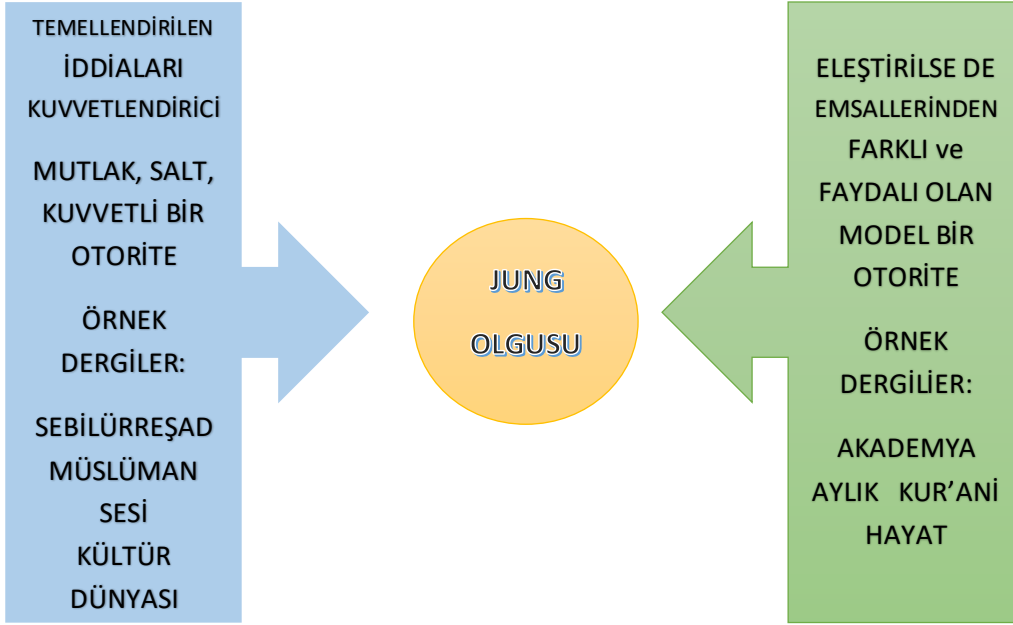 TEMELLENDİRİLEN
İDDİALARI
KUVVETLENDİRİCİ
MUTLAK, SALT,
KUVVETLİ BİR
OTORİTE
ÖRNEK
DERGİLER:
SEBİLÜRREŞAD
MÜSLÜMAN
SESİ
KÜLTÜR
DÜNYASI
JUNG
OLGUSU
ELEŞTİRİLSE DE
EMSALLERİNDEN
FARKLI ve
FAYDALI OLAN
MODEL BİR
OTORİTE
ÖRNEK
DERGİLİER:
AKADEMYA
AYLIK KUR’ANİ
HAYAT